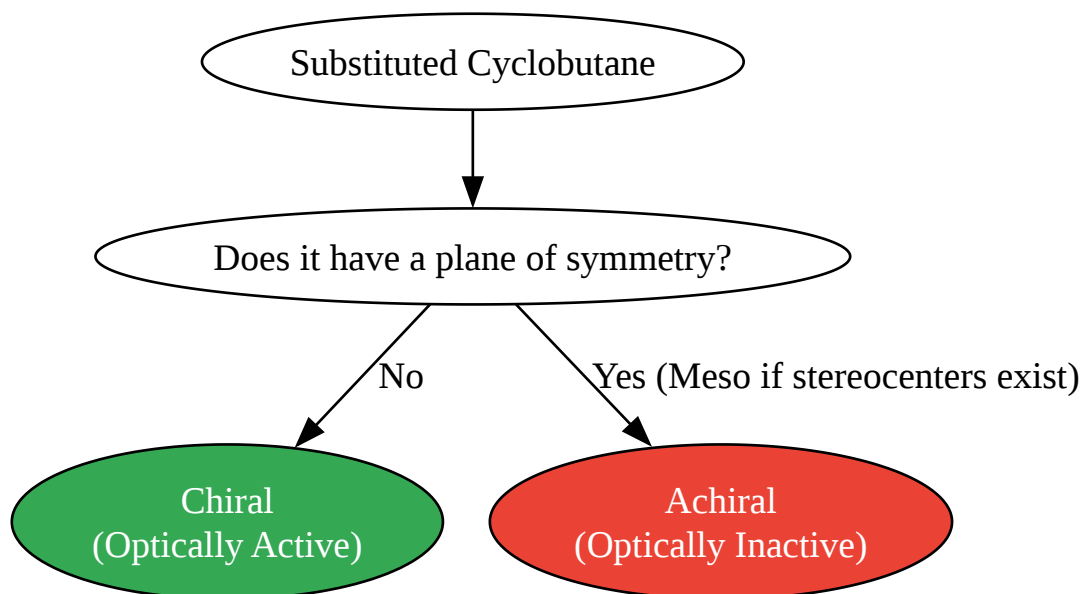 Substituted Cyclobutane
Does it have a plane of symmetry?
No
Yes (Meso if stereocenters exist)
Chiral
(Optically Active)
Achiral
(Optically Inactive)